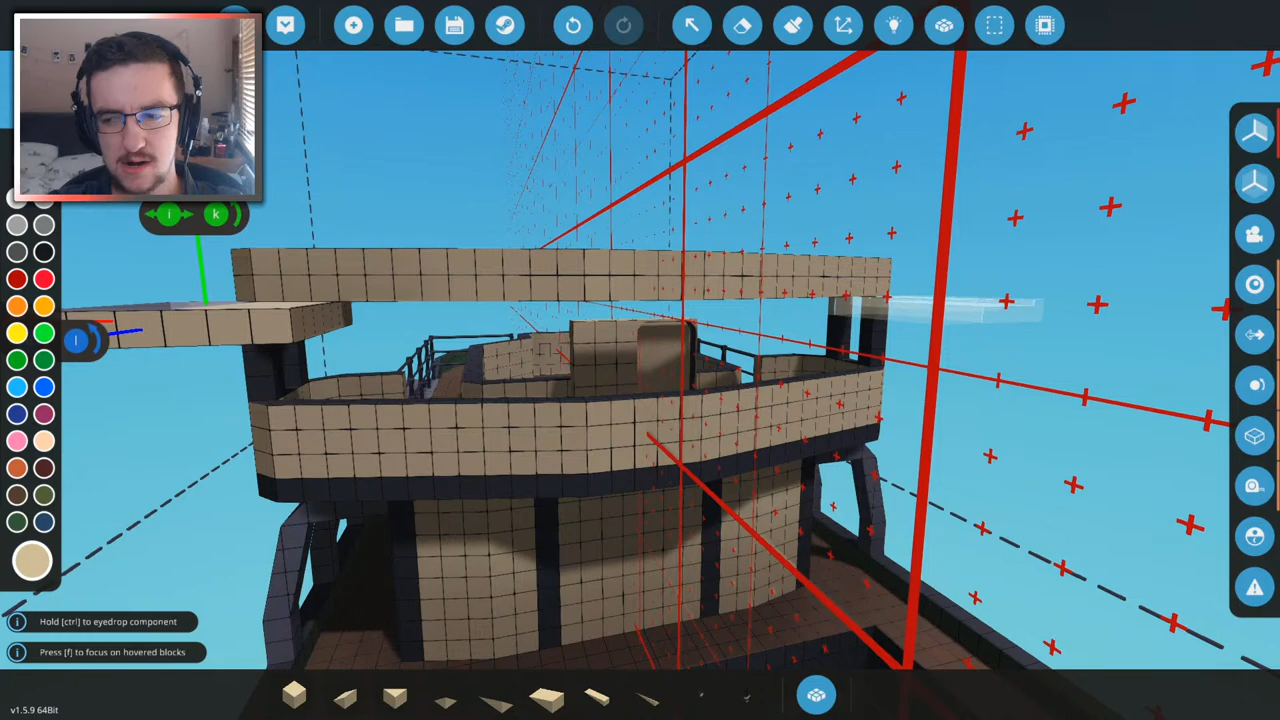 i
k
l
Hold [ctrl] to eyedrop component
Press [f] to focus on hovered blocks
v1.5.9 64Bit